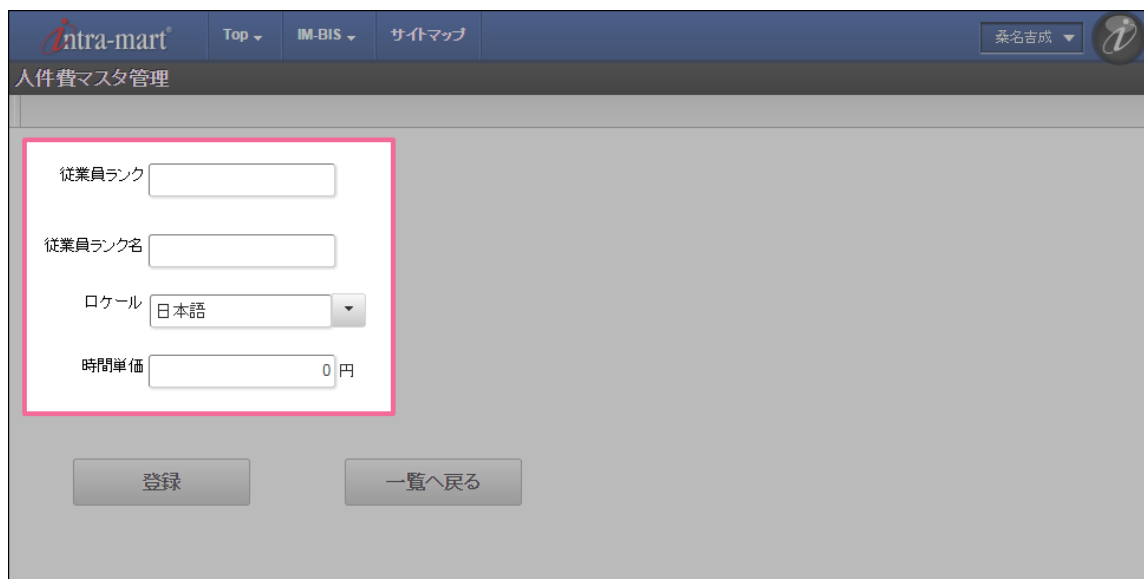 intra-mart® Top IM-BIS サイトマップ 桑名吉成
人件費マスタ管理
従業員ランク
従業員ランク名
ロケール 日本語
時間単価 0 円
登録 一覧へ戻る